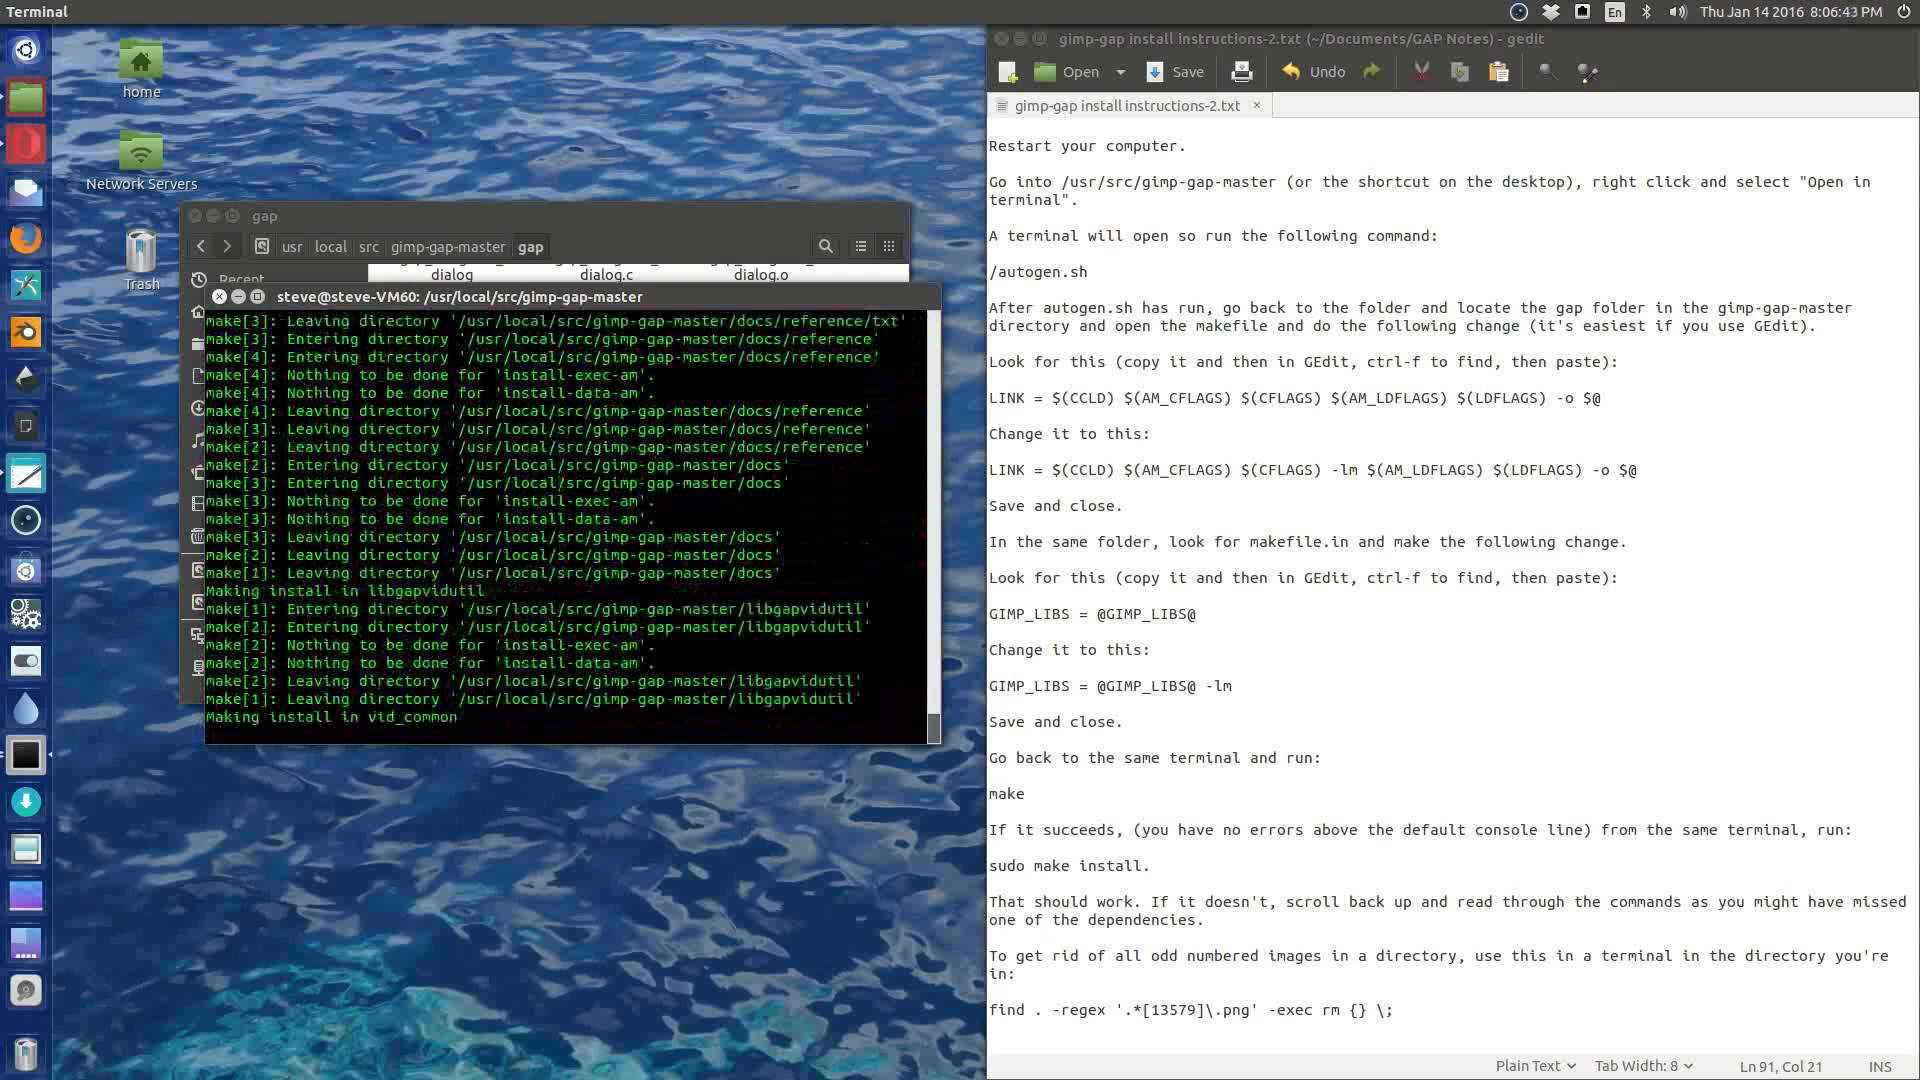 Terminal
En
Thu Jan 14 2016 8:06:43 PM
home
Network Servers
Trash
gap
usr local src gimp-gap-master gap
Recent
dialog dialog.c dialog.o
steve@steve-VM60: /usr/local/src/gimp-gap-master
make[3]: Leaving directory '/usr/local/src/gimp-gap-master/docs/reference/txt'
make[3]: Entering directory '/usr/local/src/gimp-gap-master/docs/reference'
make[4]: Entering directory '/usr/local/src/gimp-gap-master/docs/reference'
make[4]: Nothing to be done for 'install-exec-am'.
make[4]: Nothing to be done for 'install-data-am'.
make[4]: Leaving directory '/usr/local/src/gimp-gap-master/docs/reference'
make[3]: Leaving directory '/usr/local/src/gimp-gap-master/docs/reference'
make[2]: Leaving directory '/usr/local/src/gimp-gap-master/docs/reference'
make[2]: Entering directory '/usr/local/src/gimp-gap-master/docs'
make[3]: Entering directory '/usr/local/src/gimp-gap-master/docs'
make[3]: Nothing to be done for 'install-exec-am'.
make[3]: Nothing to be done for 'install-data-am'.
make[3]: Leaving directory '/usr/local/src/gimp-gap-master/docs'
make[2]: Leaving directory '/usr/local/src/gimp-gap-master/docs'
make[1]: Leaving directory '/usr/local/src/gimp-gap-master/docs'
Making install in libgapvidutil
make[1]: Entering directory '/usr/local/src/gimp-gap-master/libgapvidutil'
make[2]: Entering directory '/usr/local/src/gimp-gap-master/libgapvidutil'
make[2]: Nothing to be done for 'install-exec-am'.
make[2]: Nothing to be done for 'install-data-am'.
make[2]: Leaving directory '/usr/local/src/gimp-gap-master/libgapvidutil'
make[1]: Leaving directory '/usr/local/src/gimp-gap-master/libgapvidutil'
Making install in vid_common
gimp-gap install instructions-2.txt (~/Documents/GAP Notes) - gedit
Open Save Undo
gimp-gap install instructions-2.txt
Restart your computer.
Go into /usr/src/gimp-gap-master (or the shortcut on the desktop), right click and select "Open in
terminal".
A terminal will open so run the following command:
/autogen.sh
After autogen.sh has run, go back to the folder and locate the gap folder in the gimp-gap-master
directory and open the makefile and do the following change (it's easiest if you use GEdit).
Look for this (copy it and then in GEdit, ctrl-f to find, then paste):
LINK = $(CCLD) $(AM_CFLAGS) $(CFLAGS) $(AM_LDFLAGS) $(LDFLAGS) -o $@
Change it to this:
LINK = $(CCLD) $(AM_CFLAGS) $(CFLAGS) -lm $(AM_LDFLAGS) $(LDFLAGS) -o $@
Save and close.
In the same folder, look for makefile.in and make the following change.
Look for this (copy it and then in GEdit, ctrl-f to find, then paste):
GIMP_LIBS = @GIMP_LIBS@
Change it to this:
GIMP_LIBS = @GIMP_LIBS@ -lm
Save and close.
Go back to the same terminal and run:
make
If it succeeds, (you have no errors above the default console line) from the same terminal, run:
sudo make install.
That should work. If it doesn't, scroll back up and read through the commands as you might have missed
one of the dependencies.
To get rid of all odd numbered images in a directory, use this in a terminal in the directory you're
in:
find . -regex '.*[13579]\.png' -exec rm {} \;
Plain Text Tab Width: 8 Ln 91, Col 21 INS